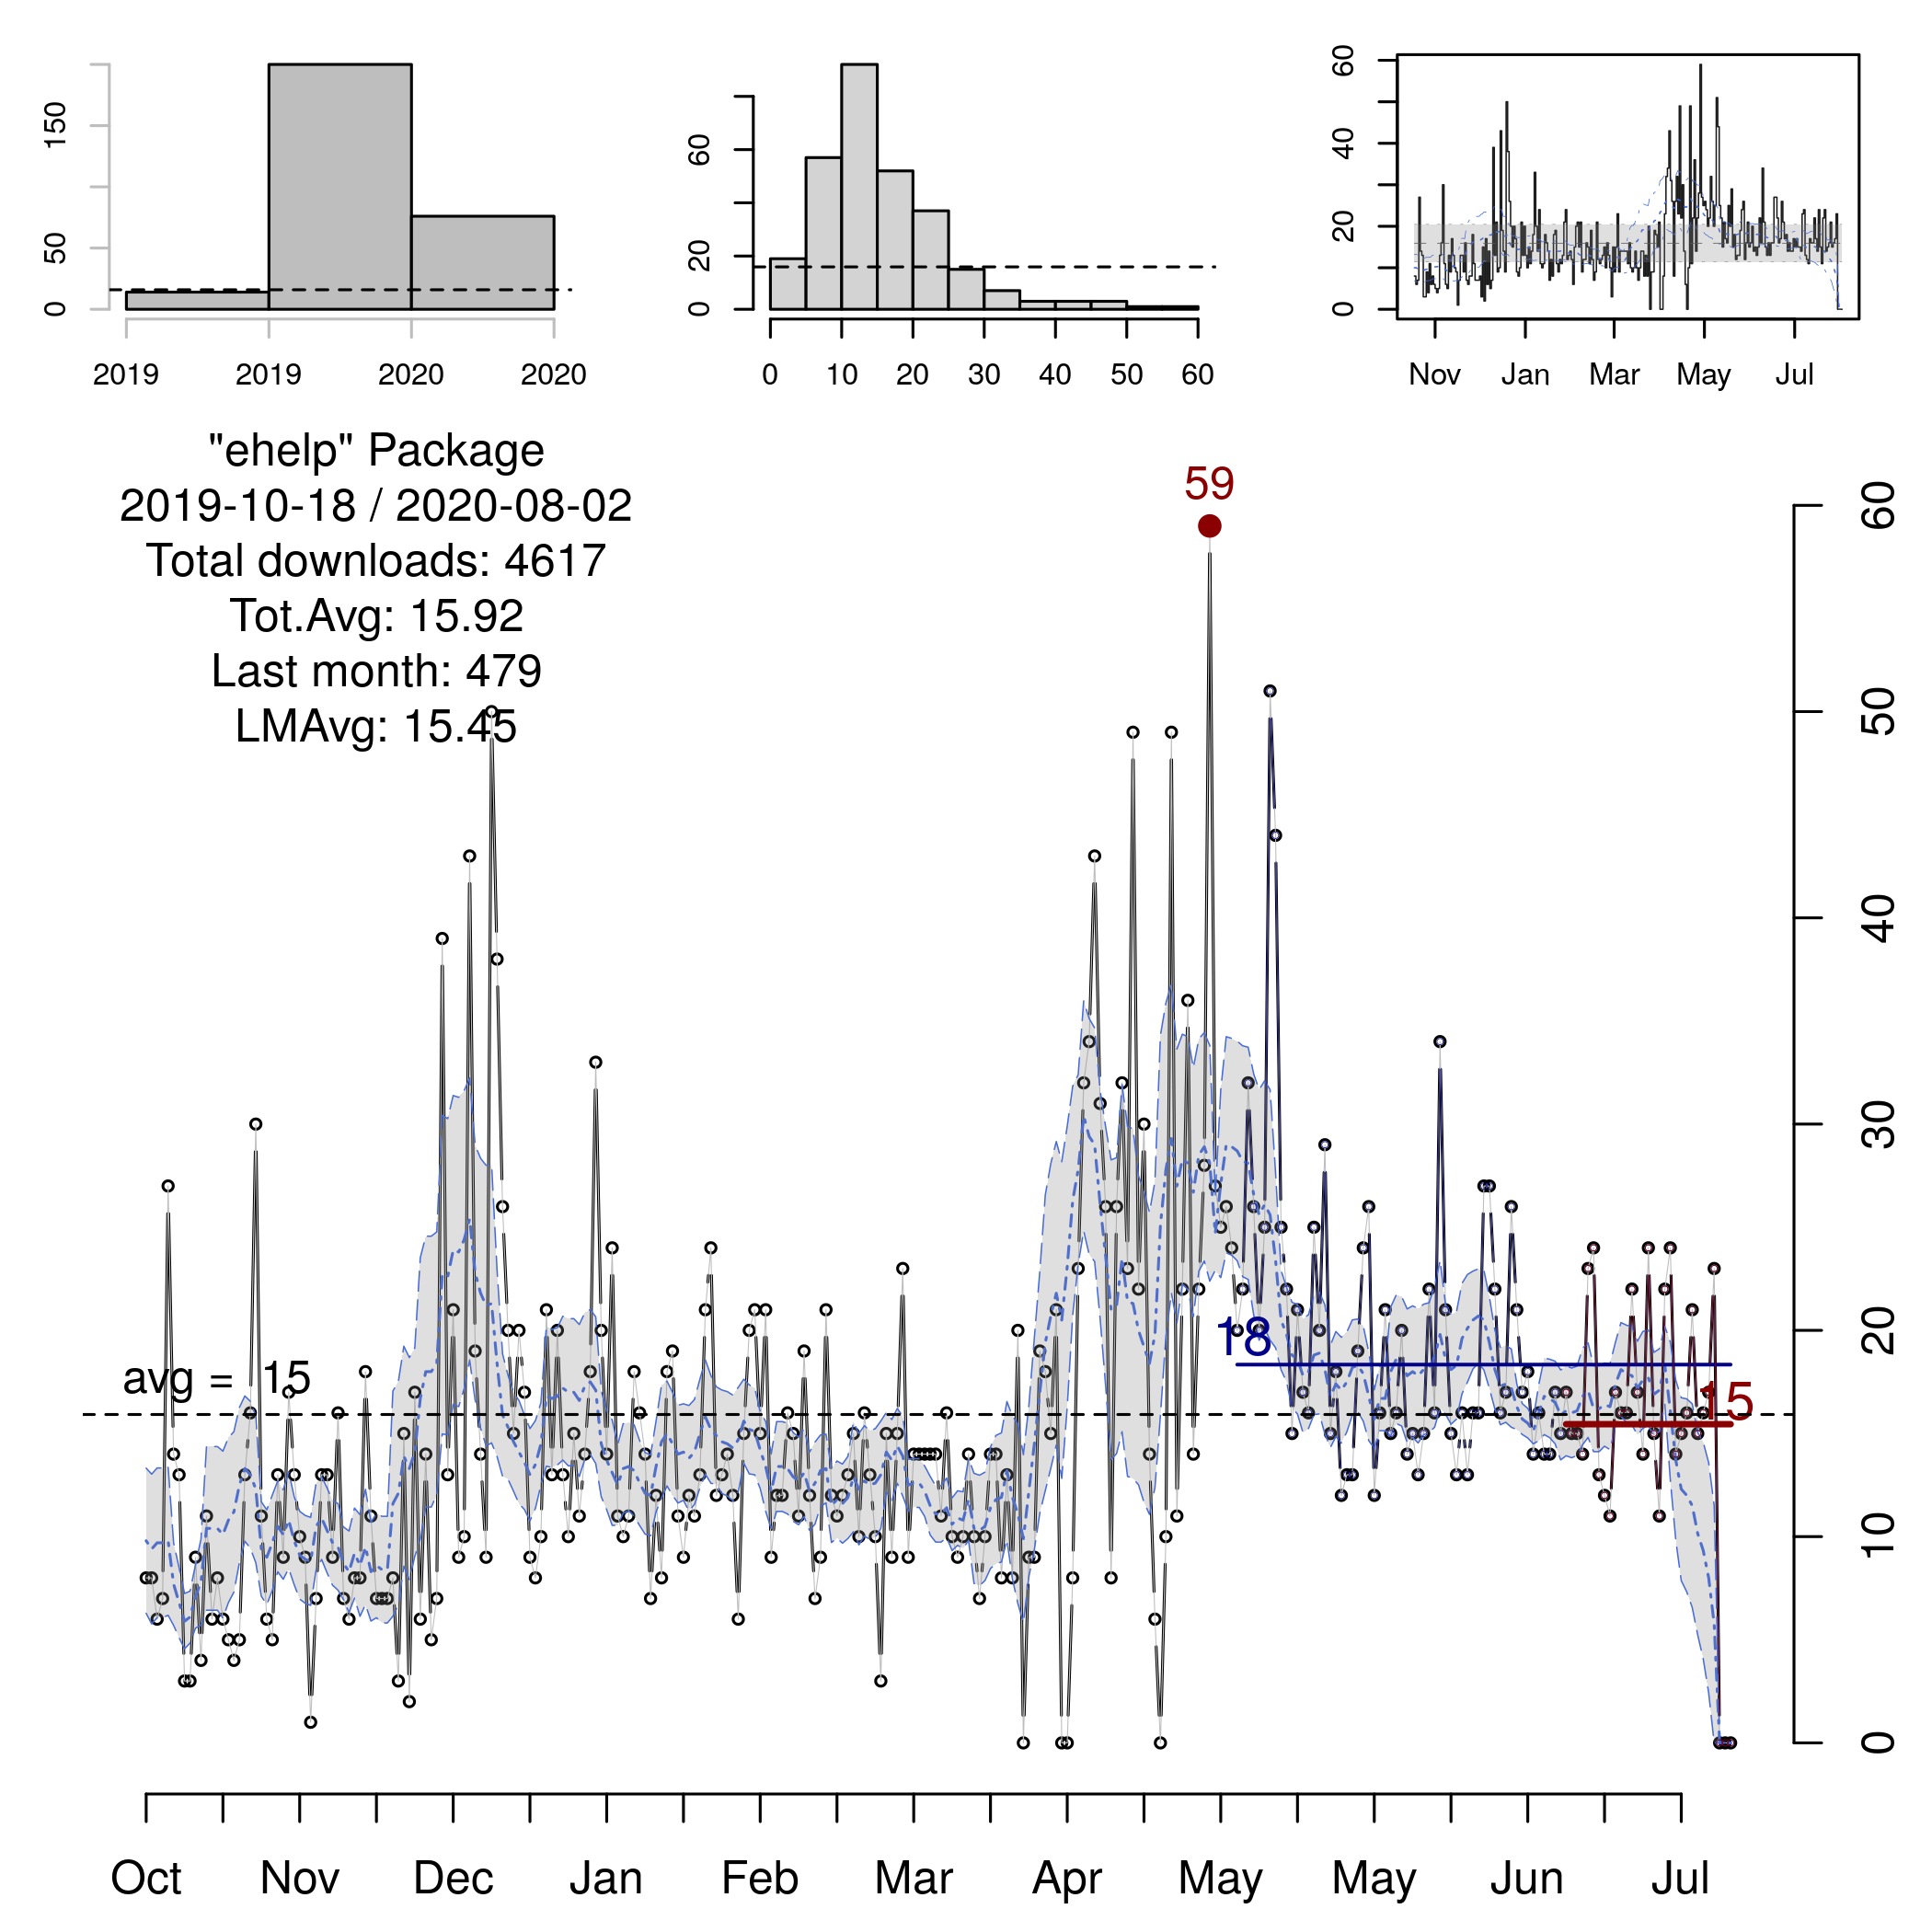 150
50
0
2019 2019 2020 2020
60
20
0
0 10 20 30 40 50 60
60
40
20
0
Nov Jan Mar May Jul
"ehelp" Package
2019-10-18 / 2020-08-02
Total downloads: 4617
Tot.Avg: 15.92
Last month: 479
LMAvg: 15.45
59
avg = 15
18
15
60
50
40
30
20
10
0
Oct Nov Dec Jan Feb Mar Apr May May Jun Jul